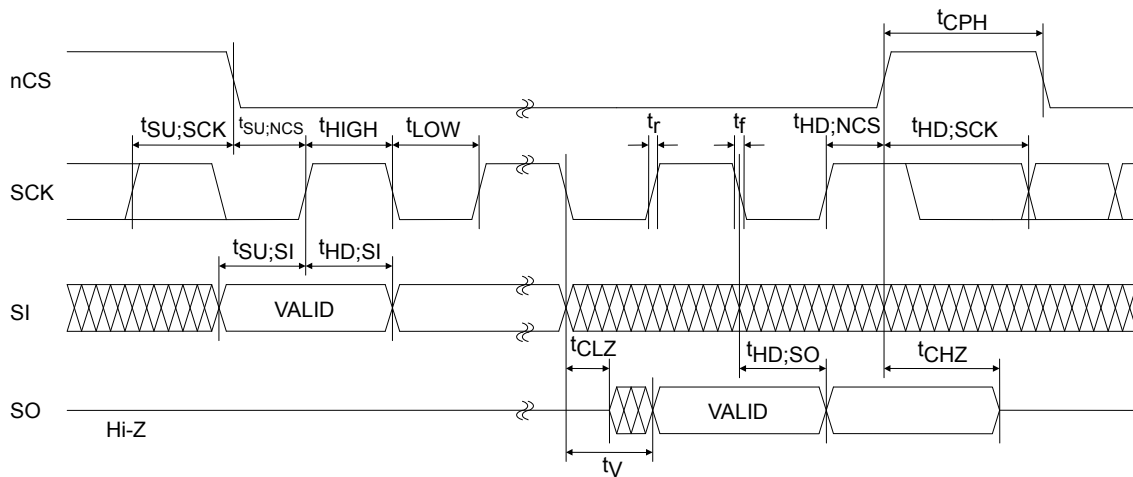 tCPH
nCS
tSU;SCK tSU;NCS tHIGH tLOW tr tf tHD;NCS tHD;SCK
SCK
tSU;SI tHD;SI
SI VALID
tCLZ tHD;SO tCHZ
SO VALID
Hi-Z
tV